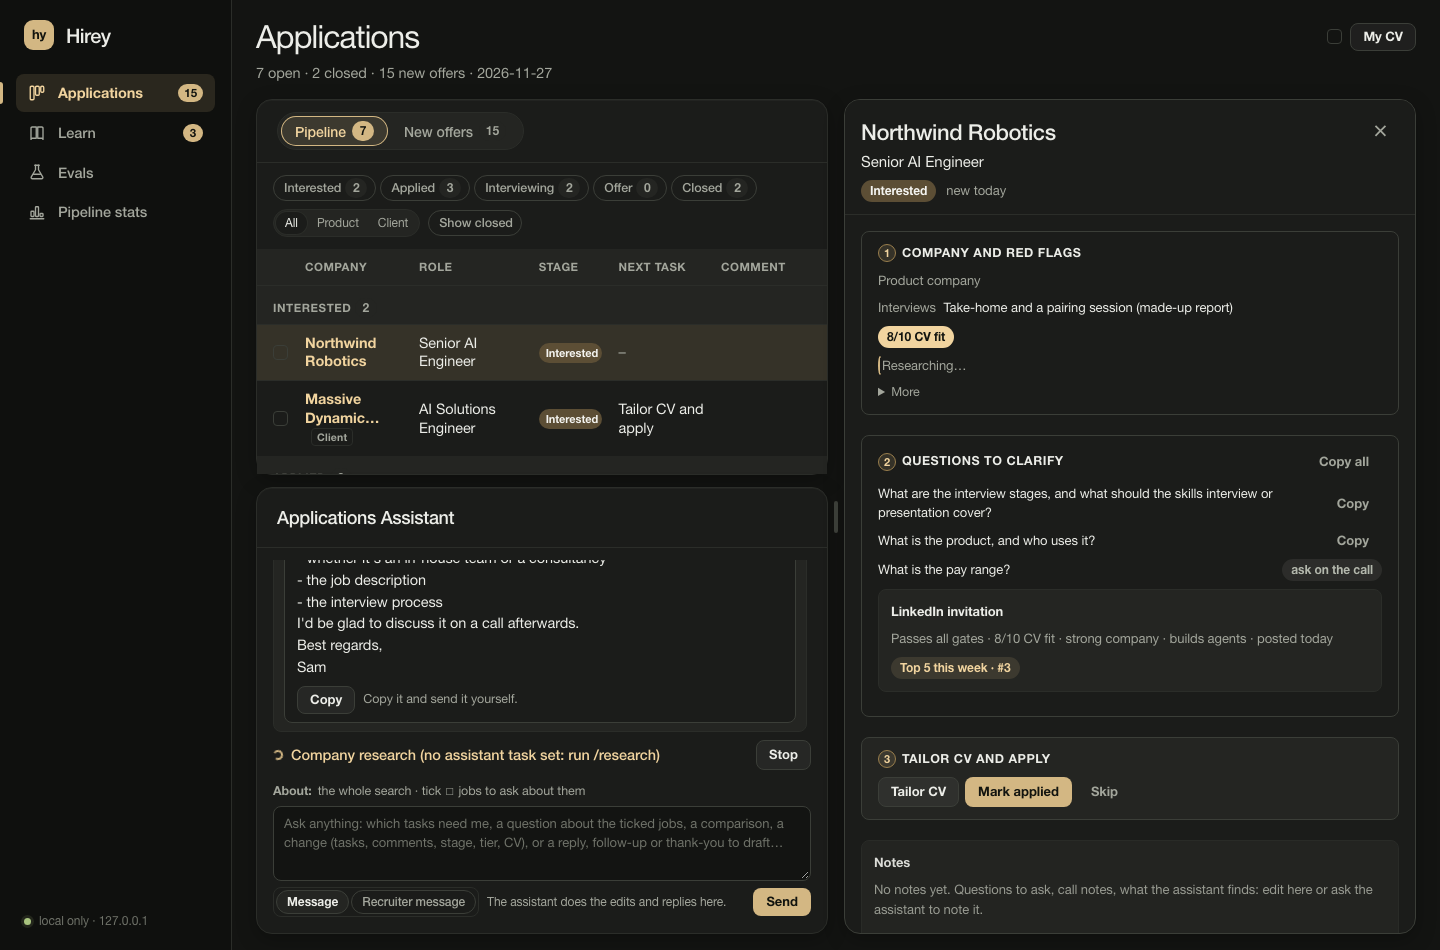 hy
Hirey
Applications
15
Learn
3
Evals
Pipeline stats
local only · 127.0.0.1
Applications
7 open · 2 closed · 15 new offers · 2026-11-27
My CV
Pipeline 7
New offers 15
Interested 2
Applied 3
Interviewing 2
Offer 0
Closed 2
All
Product
Client
Show closed
COMPANY ROLE STAGE NEXT TASK COMMENT
INTERESTED 2
Northwind
Robotics
Senior AI
Engineer
Interested
–
Massive
Dynamic...
Client
AI Solutions
Engineer
Interested
Tailor CV and
apply
Applications Assistant
- whether it's an in-house team or a consultancy
- the job description
- the interview process
I'd be glad to discuss it on a call afterwards.
Best regards,
Sam
Copy
Copy it and send it yourself.
Company research (no assistant task set: run /research)
Stop
About: the whole search · tick □ jobs to ask about them
Ask anything: which tasks need me, a question about the ticked jobs, a comparison, a
change (tasks, comments, stage, tier, CV), or a reply, follow-up or thank-you to draft...
Message
Recruiter message
The assistant does the edits and replies here.
Send
Northwind Robotics
Senior AI Engineer
Interested
new today
1 COMPANY AND RED FLAGS
Product company
Interviews Take-home and a pairing session (made-up report)
8/10 CV fit
Researching...
More
2 QUESTIONS TO CLARIFY
Copy all
What are the interview stages, and what should the skills interview or
presentation cover?
Copy
What is the product, and who uses it?
Copy
What is the pay range?
ask on the call
LinkedIn invitation
Passes all gates · 8/10 CV fit · strong company · builds agents · posted today
Top 5 this week · #3
3 TAILOR CV AND APPLY
Tailor CV
Mark applied
Skip
Notes
No notes yet. Questions to ask, call notes, what the assistant finds: edit here or ask the
assistant to note it.